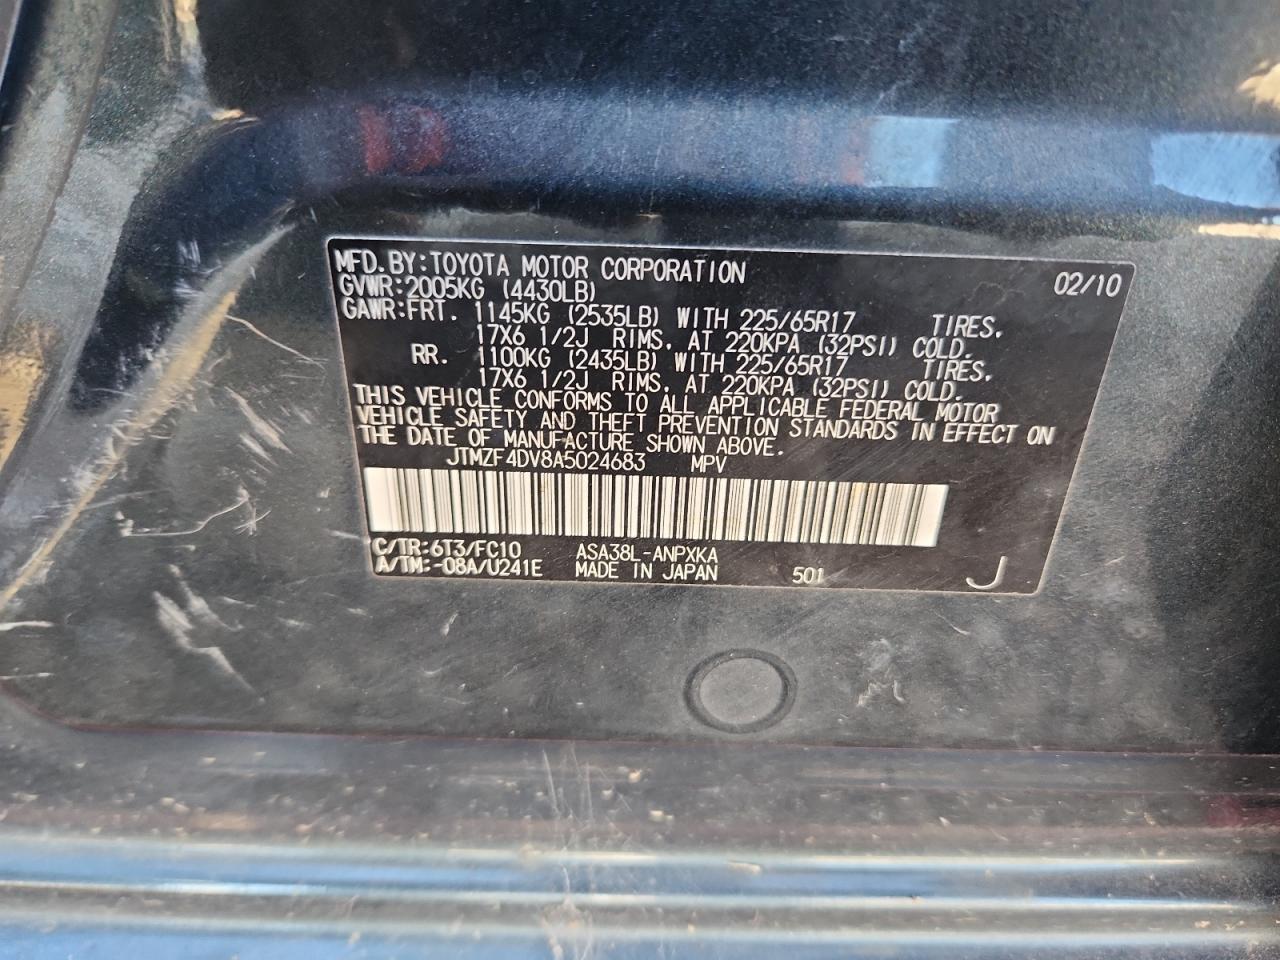 MFD. BY: TOYOTA MOTOR CORPORATION 02/10
GVWR: 2005KG (4430LB)
GAWR: FRT. 1145KG (2535LB) WITH 225/65R17 TIRES,
17X6 1/2J RIMS, AT 220KPA (32PSI) COLD.
RR. 1100KG (2435LB) WITH 225/65R17 TIRES,
17X6 1/2J RIMS, AT 220KPA (32PSI) COLD.
THIS VEHICLE CONFORMS TO ALL APPLICABLE FEDERAL MOTOR
VEHICLE SAFETY AND THEFT PREVENTION STANDARDS IN EFFECT ON
THE DATE OF MANUFACTURE SHOWN ABOVE.
JTMZF4DV8A5024683 MPV
C/TR: 6T3/FC10 ASA38L-ANPXKA
A/TM: -08A/U241E MADE IN JAPAN 501 J